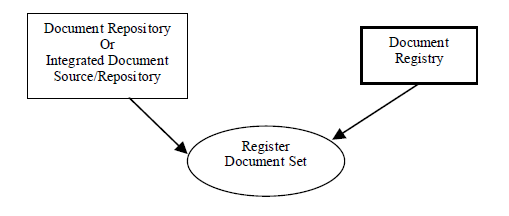 Document Repository
Or
Integrated Document
Source/Repository
Document
Registry
Register
Document Set